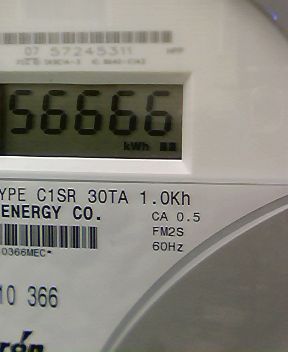 07 57245311
56666
kWh
YPE C1SR 30TA 1.0Kh
ENERGY CO.
CA 0.5
FM2S
60Hz
0366MEC*
10 366
rón